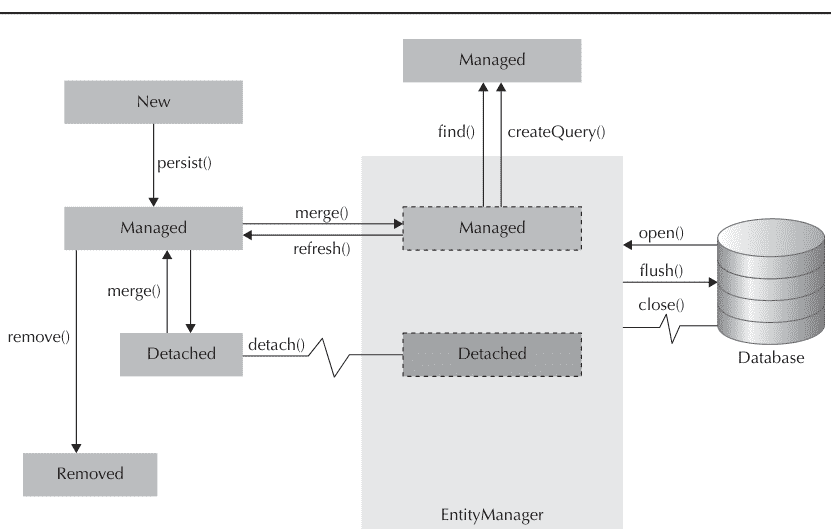 Managed
New
find()
createQuery()
persist()
Managed
merge()
Managed
refresh()
open()
flush()
merge()
close()
remove()
Detached
detach()
Detached
Database
Removed
EntityManager